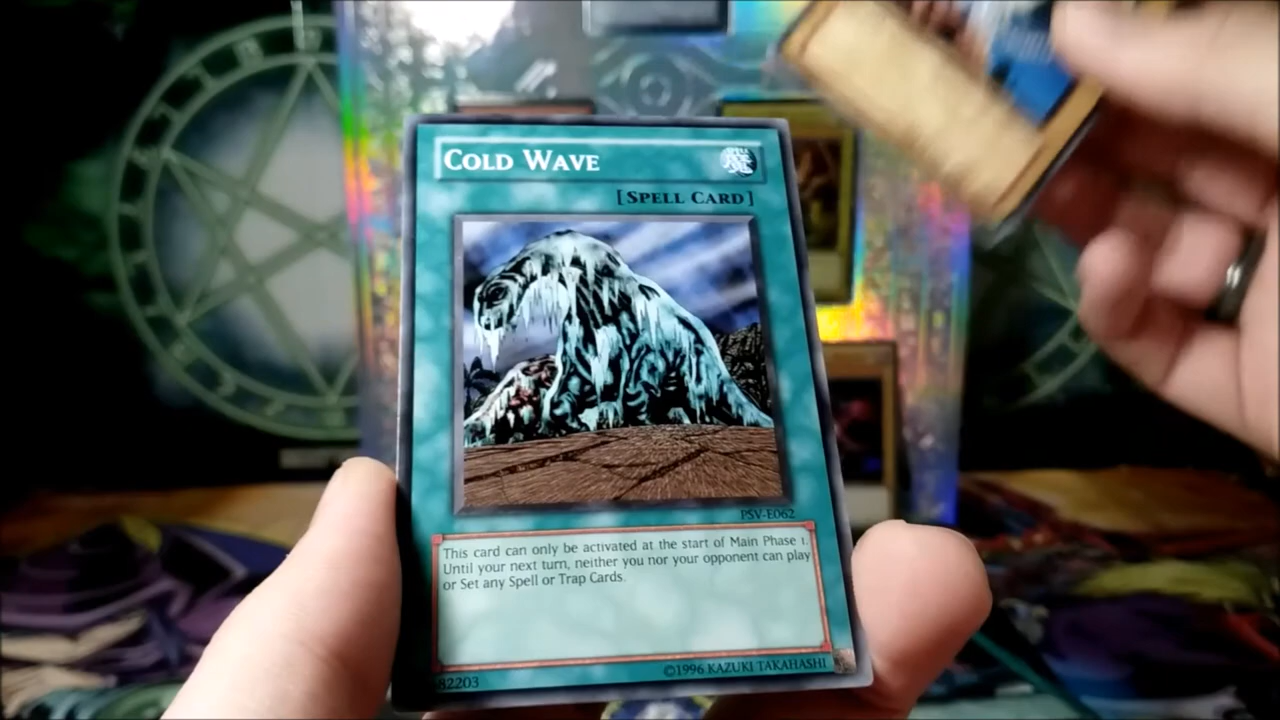 COLD WAVE
[SPELL CARD]
PSV-E062
This card can only be activated at the start of Main Phase 1.
Until your next turn, neither you nor your opponent can play
or Set any Spell or Trap Cards.
82203
©1996 KAZUKI TAKAHASHI